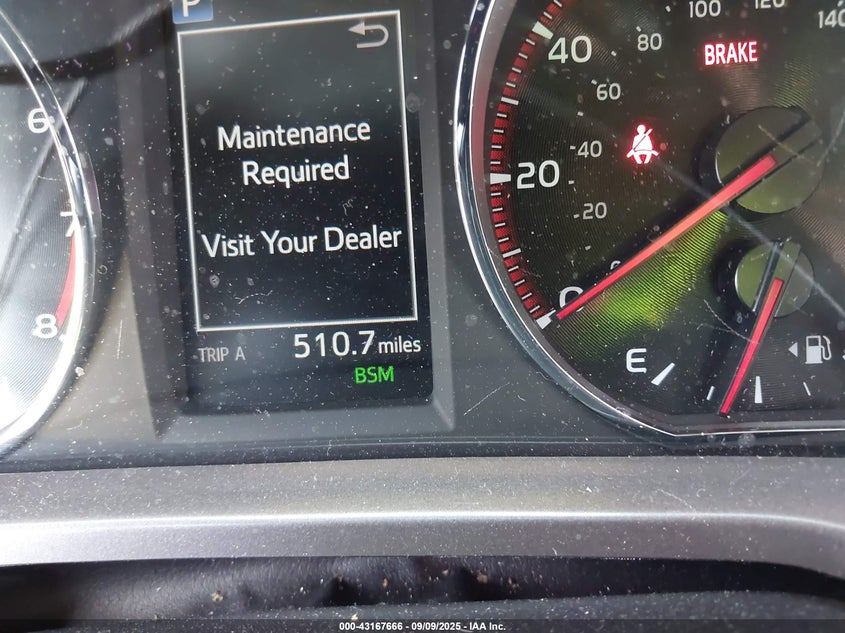 P
100
120
140
40
80
BRAKE
6
60
Maintenance
Required
40
20
7
20
Visit Your Dealer
0
8
TRIP A 510.7 miles
E
BSM
000-43167666 - 09/09/2025 - IAA Inc.